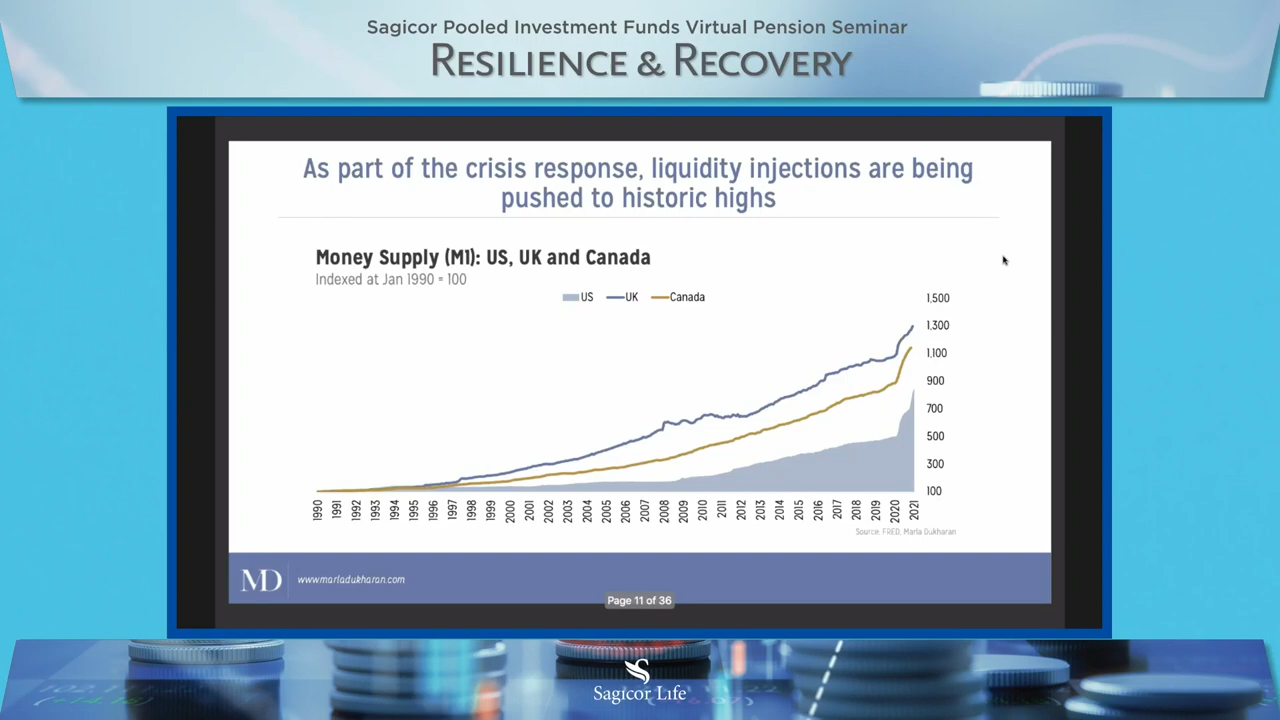 Sagicor Pooled Investment Funds Virtual Pension Seminar
RESILIENCE & RECOVERY
As part of the crisis response, liquidity injections are being
pushed to historic highs
Money Supply (M1): US, UK and Canada
Indexed at Jan 1990 = 100
US UK Canada
1,500
1,300
1,100
900
700
500
300
100
1990 1991 1992 1993 1994 1995 1996 1997 1998 1999 2000 2001 2002 2003 2004 2005 2006 2007 2008 2009 2010 2011 2012 2013 2014 2015 2016 2017 2018 2019 2020 2021
Source: FRED, Marla Dukharan
MD www.marladukharan.com
Page 11 of 36
Sagicor Life